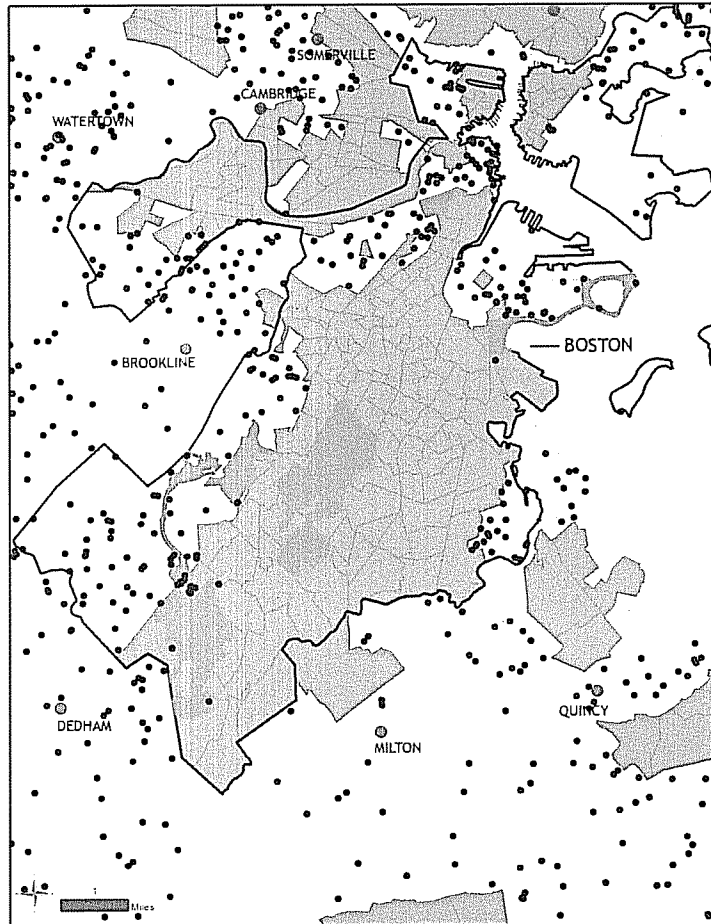 SOMERVILLE
CAMBRIDGE
WATERTOWN
BOSTON
BROOKLINE
DEDHAM
QUINCY
MILTON
1
Miles